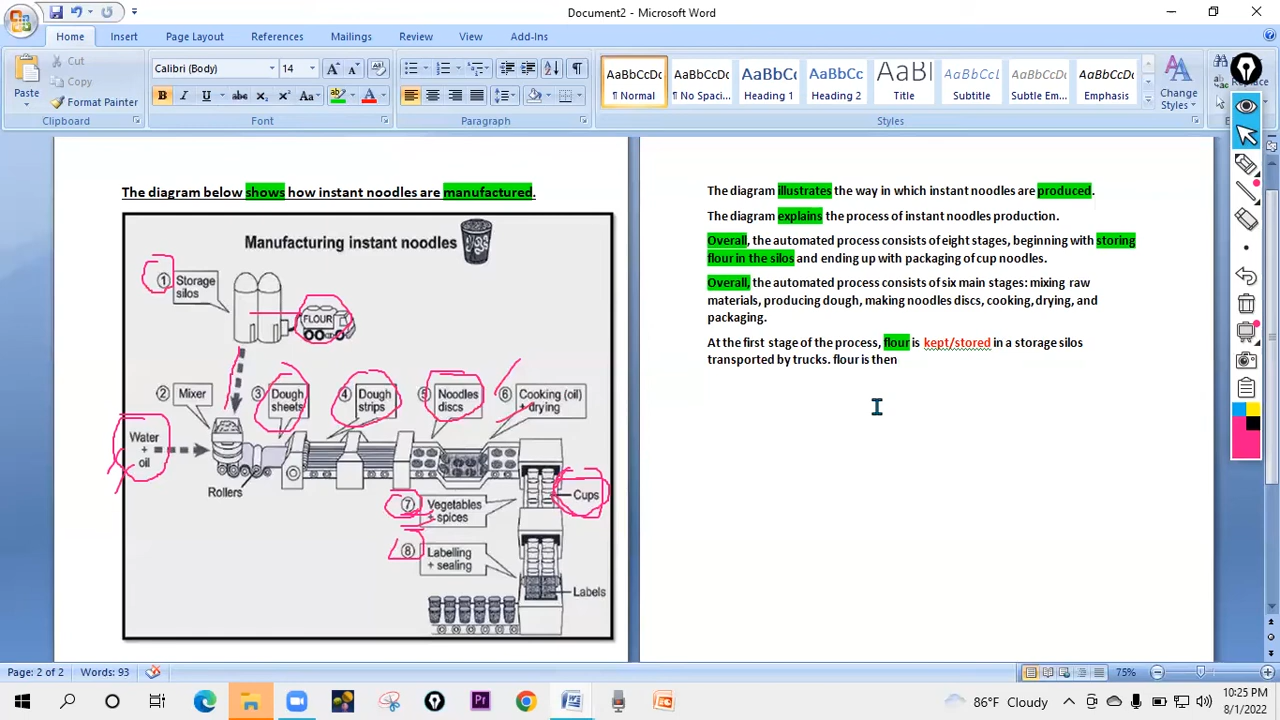 Document2 - Microsoft Word
Home Insert Page Layout References Mailings Review View Add-Ins
Paste
Cut
Copy
Format Painter
Clipboard
Calibri (Body) 14
Font
Paragraph
AaBbCcDc AaBbCcDc AaBbCc AaBbCc AaBl AaBbCcl AaBbCcDc AaBbCcDc
¶ Normal ¶ No Spaci... Heading 1 Heading 2 Title Subtitle Subtle Em... Emphasis
Change
Styles
Styles
The diagram below shows how instant noodles are manufactured.
Manufacturing instant noodles
1 Storage
silos
FLOUR
2 Mixer
3 Dough
sheets
4 Dough
strips
5 Noodles
discs
6 Cooking (oil)
+ drying
Water
+
oil
Rollers
Cups
7 Vegetables
+ spices
8 Labelling
+ sealing
Labels
The diagram illustrates the way in which instant noodles are produced.
The diagram explains the process of instant noodles production.
Overall, the automated process consists of eight stages, beginning with storing
flour in the silos and ending up with packaging of cup noodles.
Overall, the automated process consists of six main stages: mixing raw
materials, producing dough, making noodles discs, cooking, drying, and
packaging.
At the first stage of the process, flour is kept/stored in a storage silos
transported by trucks. flour is then
Page: 2 of 2 Words: 93
75%
86°F Cloudy
10:25 PM
8/1/2022